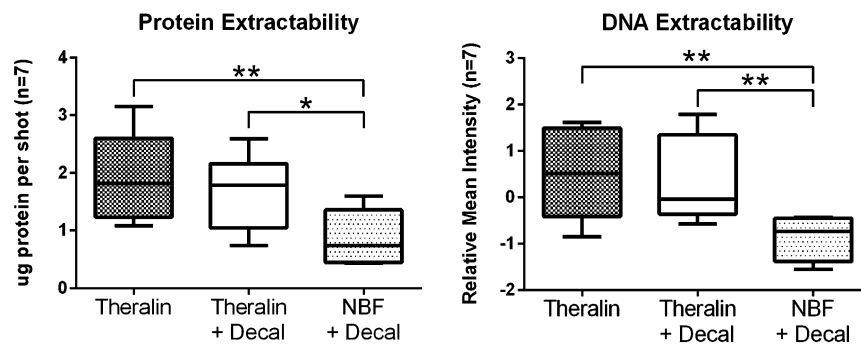 Protein Extractability
ug protein per shot (n=7)
4
3
2
1
0
**
*
Theralin
Theralin
+ Decal
NBF
+ Decal
DNA Extractability
Relative Mean Intensity (n=7)
3
2
1
0
-1
-2
**
**
Theralin
Theralin
+ Decal
NBF
+ Decal